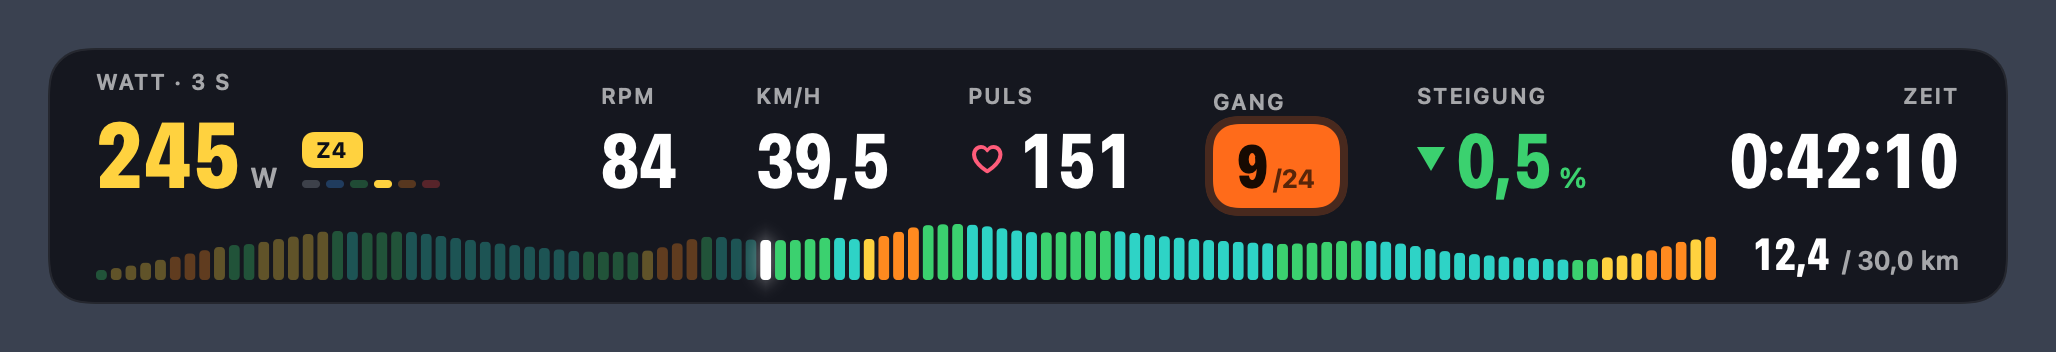 WATT · 3 S
245 W
Z4
RPM
84
KM/H
39,5
PULS
151
GANG
9/24
STEIGUNG
0,5 %
ZEIT
0:42:10
12,4 / 30,0 km